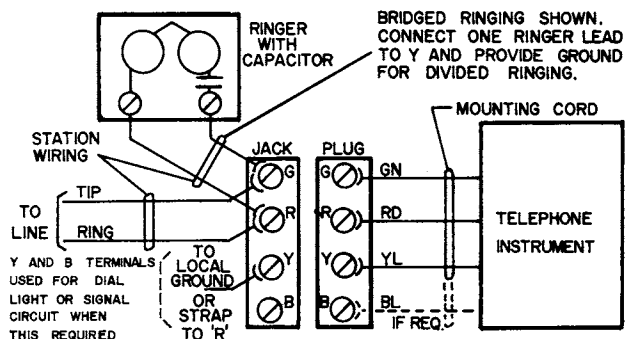 RINGER
WITH
CAPACITOR
BRIDGED RINGING SHOWN.
CONNECT ONE RINGER LEAD
TO Y AND PROVIDE GROUND
FOR DIVIDED RINGING.
MOUNTING CORD
STATION
WIRING
JACK
PLUG
G
G
GN
TIP
TO
LINE
RING
R
R
RD
TELEPHONE
INSTRUMENT
Y AND B TERMINALS
USED FOR DIAL
LIGHT OR SIGNAL
CIRCUIT WHEN
THIS REQUIRED
TO
LOCAL
GROUND
OR
STRAP
TO 'R'
Y
Y
YL
B
B
BL
IF REQ.